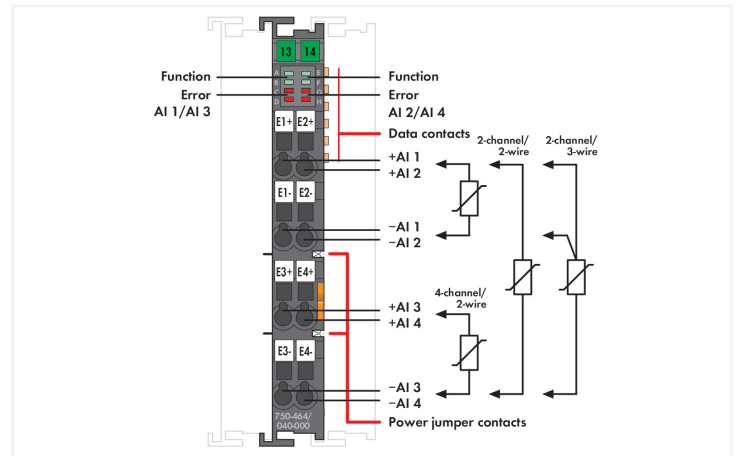 13 14
A E
B F
C G
D H
Function
Error
AI 1/AI 3
Function
Error
AI 2/AI 4
Data contacts
E1+ E2+
+AI 1
+AI 2
2-channel/
2-wire
2-channel/
3-wire
E1- E2-
−AI 1
−AI 2
E3+ E4+
+AI 3
+AI 4
4-channel/
2-wire
E3- E4-
−AI 3
−AI 4
750-464/
040-000
Power jumper contacts